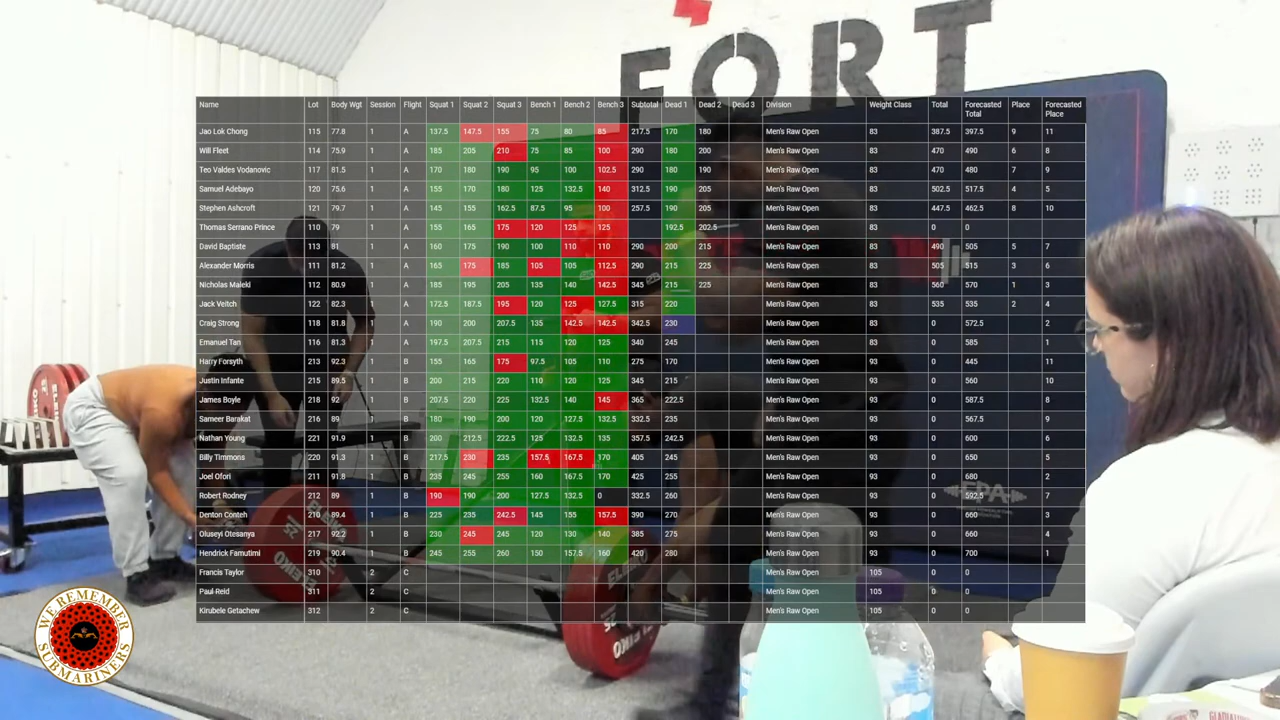 FORT
Name Lot Body Wgt Session Flight Squat 1 Squat 2 Squat 3 Bench 1 Bench 2 Bench 3 Subtotal Dead 1 Dead 2 Dead 3 Division Weight Class Total Forecasted Total Place Forecasted Place
Jao Lok Chong 115 77.8 1 A 137.5 147.5 155 75 80 85 217.5 170 180 Men's Raw Open 83 387.5 397.5 9 11
Will Fleet 114 75.9 1 A 185 205 210 75 85 100 290 180 200 Men's Raw Open 83 470 490 6 8
Teo Valdes Vodanovic 117 81.5 1 A 170 180 190 95 100 102.5 290 180 190 Men's Raw Open 83 470 480 7 9
Samuel Adebayo 120 75.6 1 A 155 170 180 125 132.5 140 312.5 190 205 Men's Raw Open 83 502.5 517.5 4 5
Stephen Ashcroft 121 79.7 1 A 145 155 162.5 87.5 95 100 257.5 190 205 Men's Raw Open 83 447.5 462.5 8 10
Thomas Serrano Prince 110 79 1 A 155 165 175 120 125 125 192.5 202.5 Men's Raw Open 83 0 0
David Baptiste 113 81 1 A 160 175 190 100 110 110 290 200 215 Men's Raw Open 83 490 505 5 7
Alexander Morris 111 81.2 1 A 165 175 185 105 105 112.5 290 215 225 Men's Raw Open 83 505 515 3 6
Nicholas Maleki 112 80.9 1 A 185 195 205 135 140 142.5 345 215 225 Men's Raw Open 83 560 570 1 3
Jack Veitch 122 82.3 1 A 172.5 187.5 195 120 125 127.5 315 220 Men's Raw Open 83 535 535 2 4
Craig Strong 118 81.8 1 A 190 200 207.5 135 142.5 142.5 342.5 230 Men's Raw Open 83 0 572.5 2
Emanuel Tan 116 81.3 1 A 197.5 207.5 215 115 120 125 340 245 Men's Raw Open 83 0 585 1
Harry Forsyth 213 92.3 1 B 155 165 175 97.5 105 110 275 170 Men's Raw Open 93 0 445 11
Justin Infante 215 89.5 1 B 200 215 220 110 120 125 345 215 Men's Raw Open 93 0 560 10
James Boyle 218 92 1 B 207.5 220 225 132.5 140 145 365 222.5 Men's Raw Open 93 0 587.5 8
Sameer Barakat 216 89 1 B 180 190 200 120 127.5 132.5 332.5 235 Men's Raw Open 93 0 567.5 9
Nathan Young 221 91.9 1 B 200 212.5 222.5 125 132.5 135 357.5 242.5 Men's Raw Open 93 0 600 6
Billy Timmons 220 91.3 1 B 217.5 230 235 157.5 167.5 170 405 245 Men's Raw Open 93 0 650 5
Joel Ofori 211 91.8 1 B 235 245 255 160 167.5 170 425 255 Men's Raw Open 93 0 680 2
Robert Rodney 212 89 1 B 190 190 200 127.5 132.5 0 332.5 260 Men's Raw Open 93 0 592.5 7
Denton Conteh 210 89.4 1 B 225 235 242.5 145 155 157.5 390 270 Men's Raw Open 93 0 660 3
Oluseyi Otesanya 217 92.2 1 B 230 245 245 120 130 140 385 275 Men's Raw Open 93 0 660 4
Hendrick Famutimi 219 90.4 1 B 245 255 260 150 157.5 160 420 280 Men's Raw Open 93 0 700 1
Francis Taylor 310 2 C Men's Raw Open 105 0 0
Paul Reid 311 2 C Men's Raw Open 105 0 0
Kirubele Getachew 312 2 C Men's Raw Open 105 0 0
WE REMEMBER
SUBMARINERS
ELEIKO
25